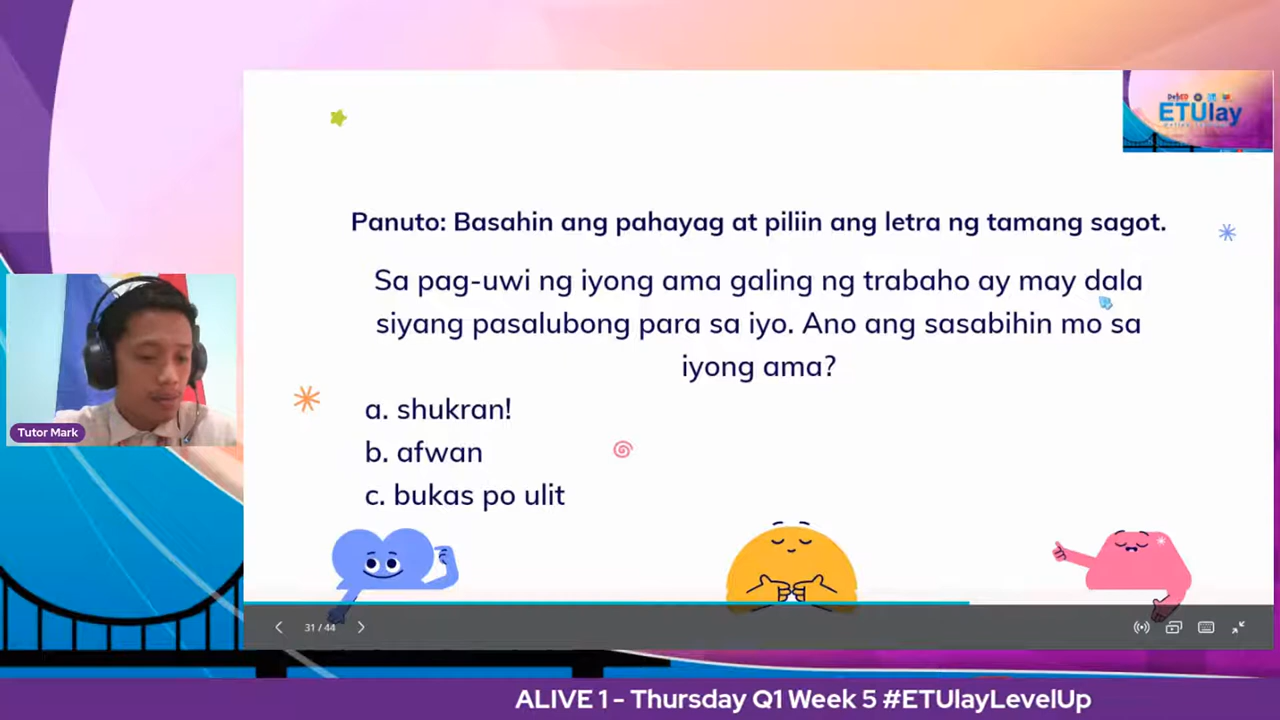 DepED
ETUlay
Panuto: Basahin ang pahayag at piliin ang letra ng tamang sagot.
Sa pag-uwi ng iyong ama galing ng trabaho ay may dala
siyang pasalubong para sa iyo. Ano ang sasabihin mo sa
iyong ama?
a. shukran!
b. afwan
c. bukas po ulit
Tutor Mark
31 / 44
ALIVE 1 - Thursday Q1 Week 5 #ETUlayLevelUp